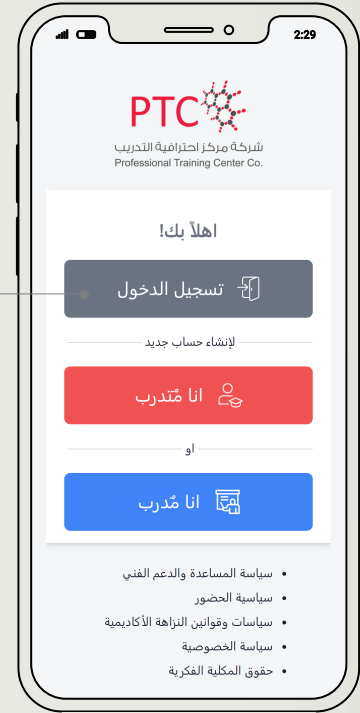 2:29
PTC
شركة مركز احترافية التدريب
Professional Training Center Co.
اهلاً بك!
تسجيل الدخول
لإنشاء حساب جديد
انا مُتدرب
او
انا مٌدرب
• سياسة المساعدة والدعم الفني
• سياسية الحضور
• سياسات وقوانين النزاهة الأكاديمية
• سياسة الخصوصية
• حقوق المكلية الفكرية